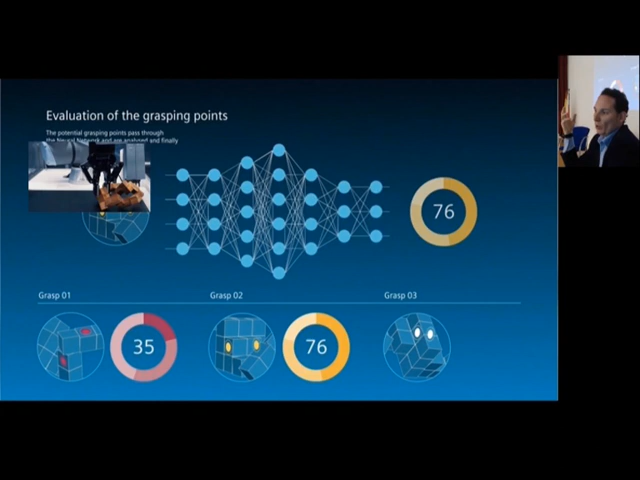 Evaluation of the grasping points
The potential grasping points pass through
the Neural Network and are analysed and finally
76
Grasp 01
Grasp 02
Grasp 03
35
76